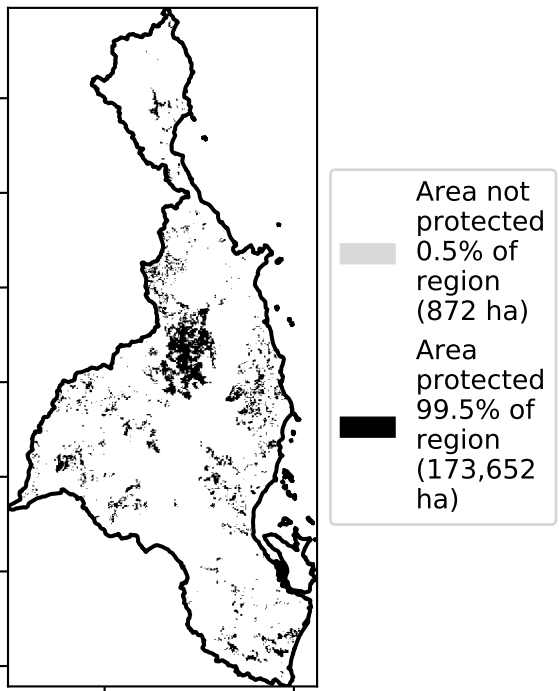 Area not
protected
0.5% of
region
(872 ha)
Area
protected
99.5% of
region
(173,652
ha)